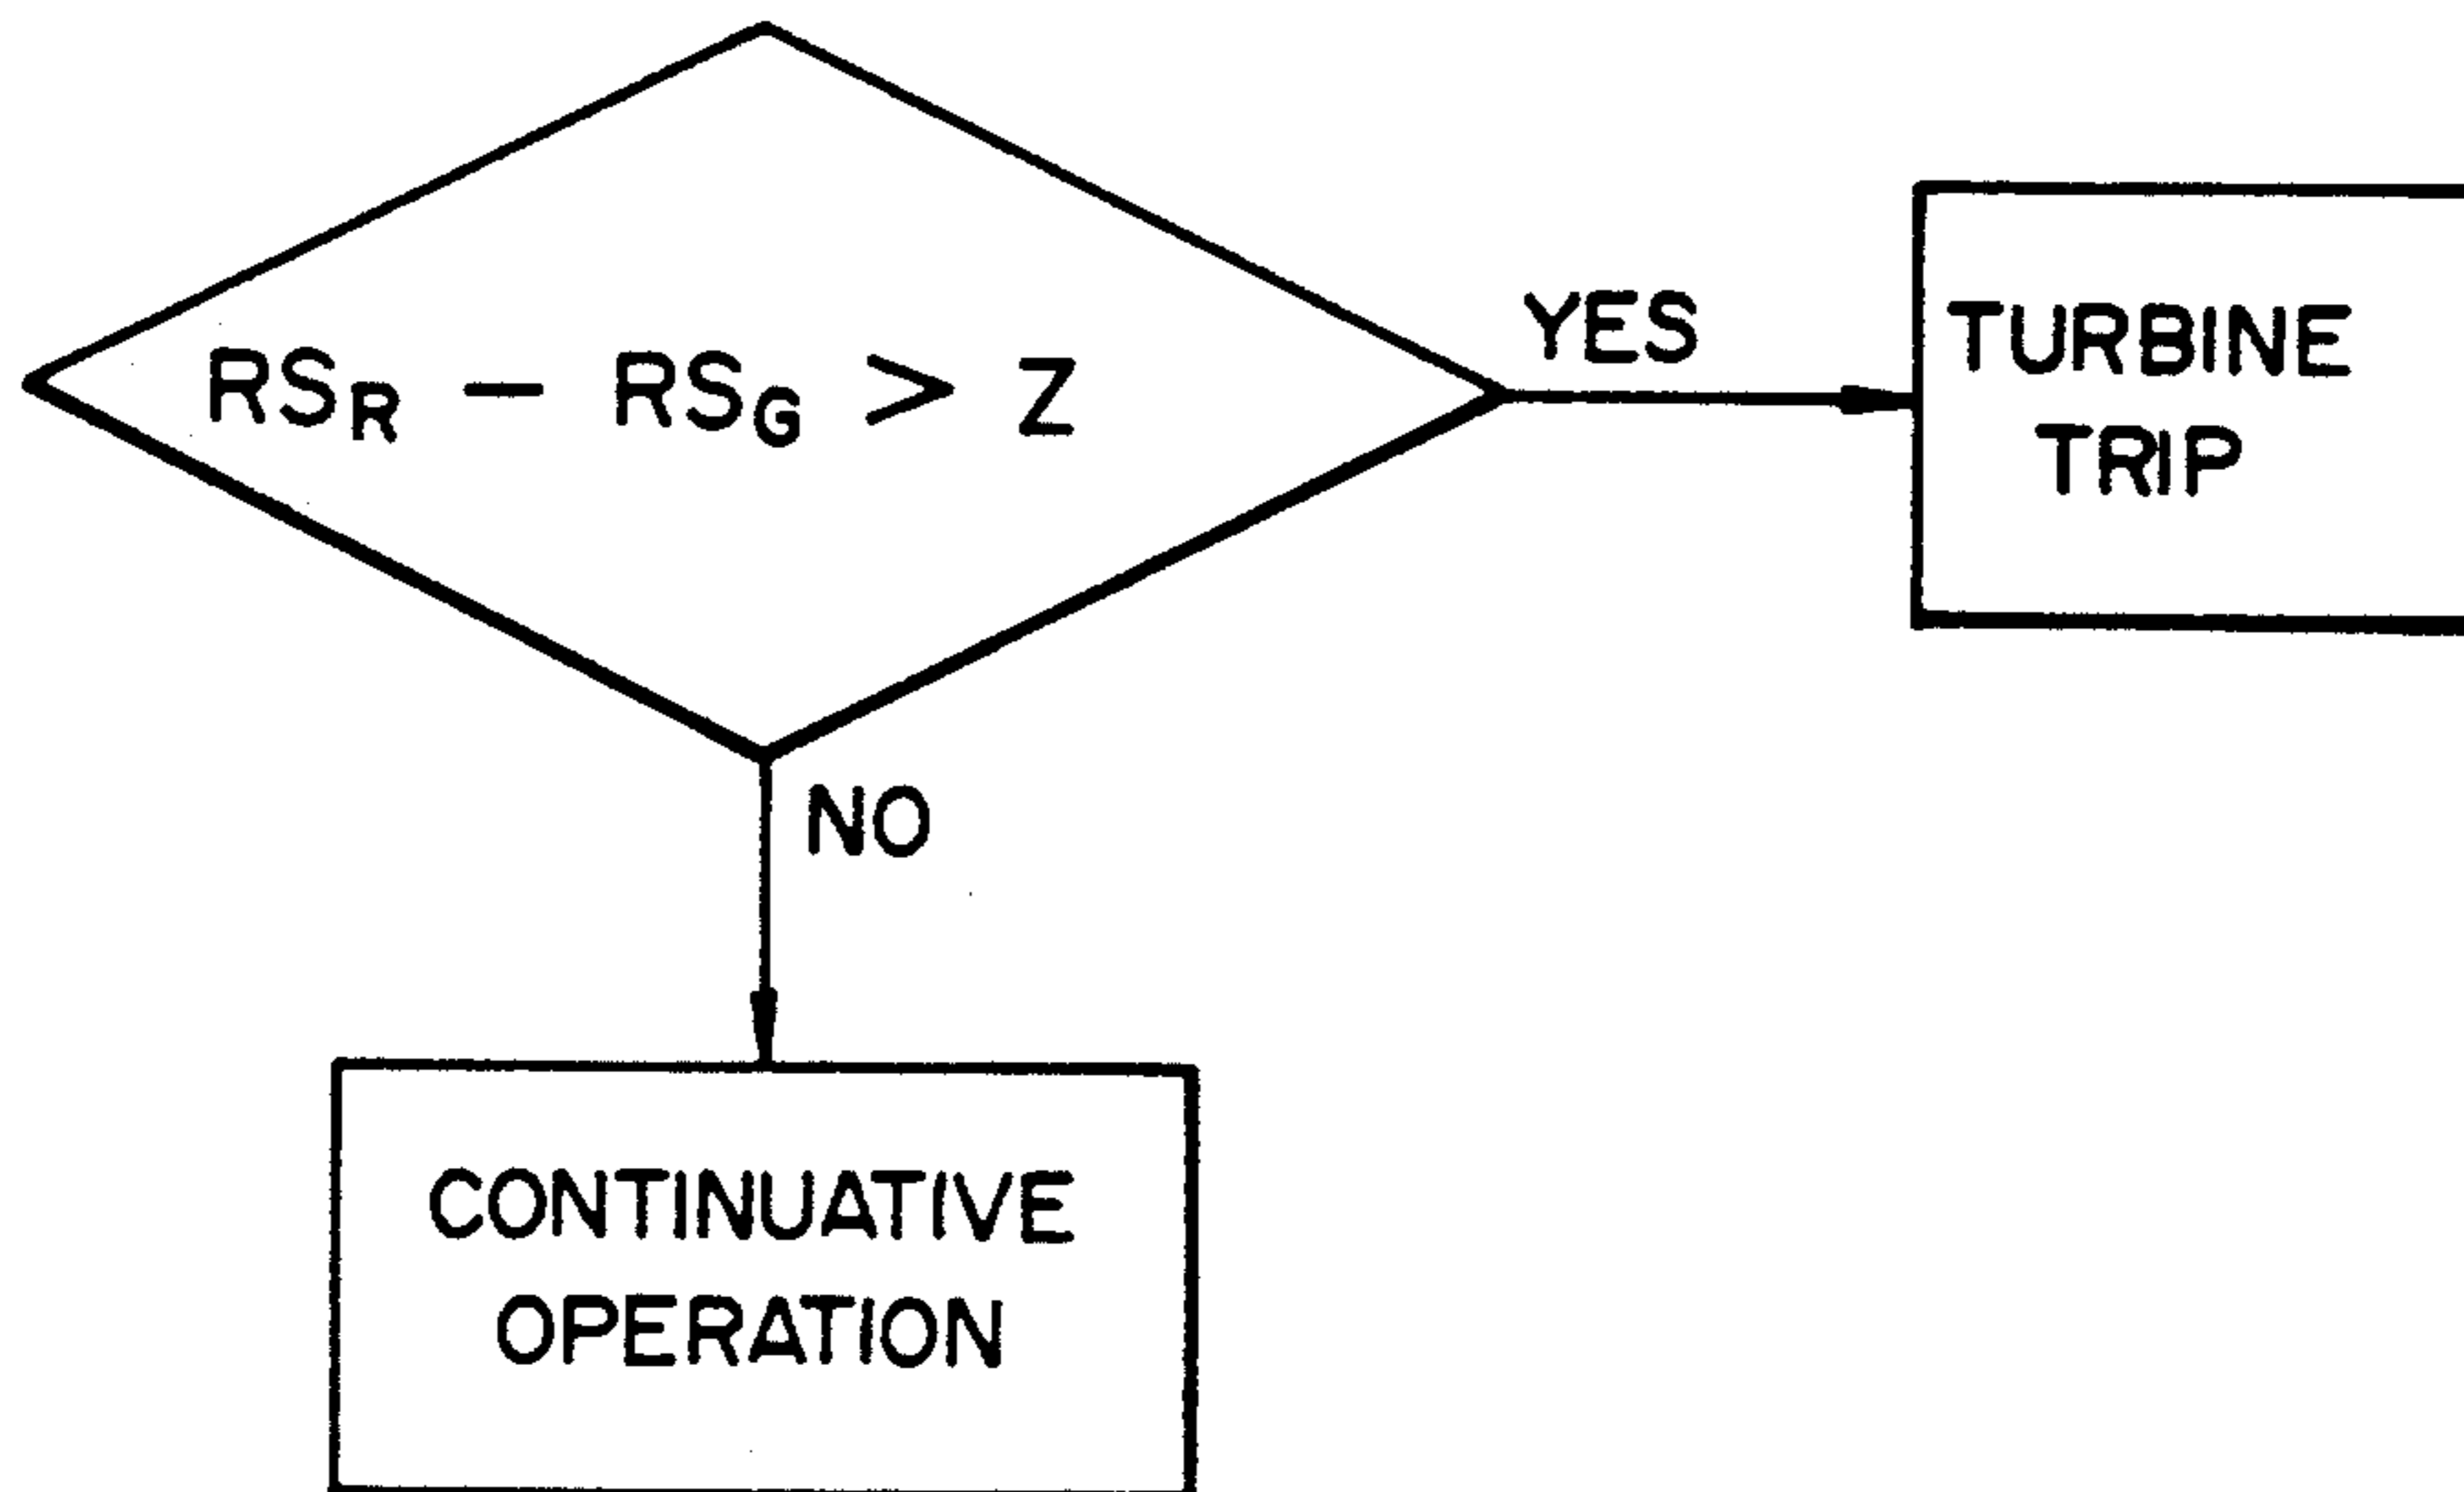 RSR - RSG > Z
YES
TURBINE
TRIP
NO
CONTINUATIVE
OPERATION